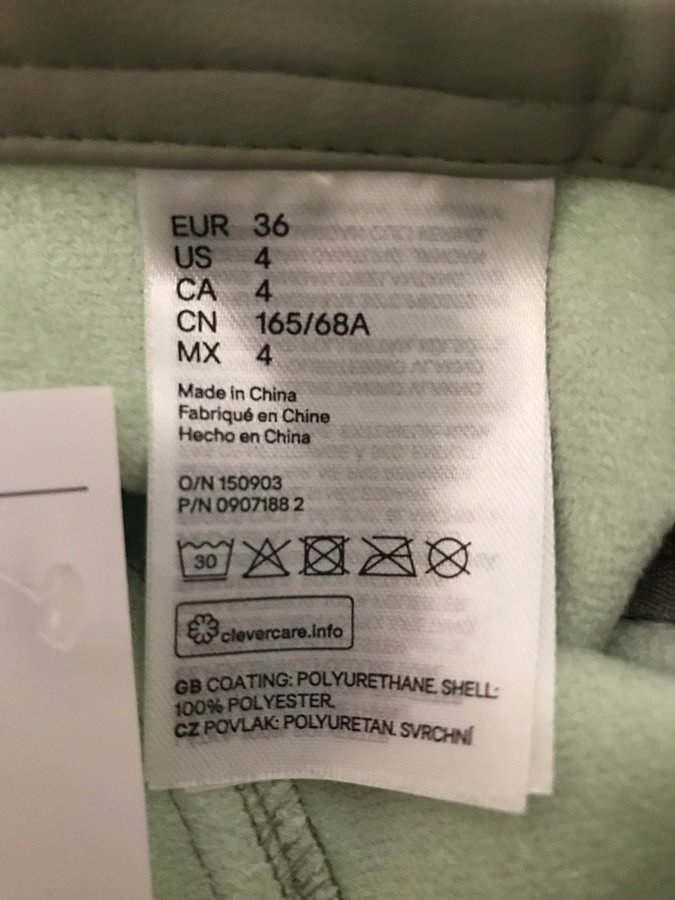 EUR 36
US 4
CA 4
CN 165/68A
MX 4
Made in China
Fabriqué en Chine
Hecho en China
O/N 150903
P/N 0907188 2
30
clevercare.info
GB COATING: POLYURETHANE. SHELL:
100% POLYESTER.
CZ POVLAK: POLYURETAN. SVRCHNÍ